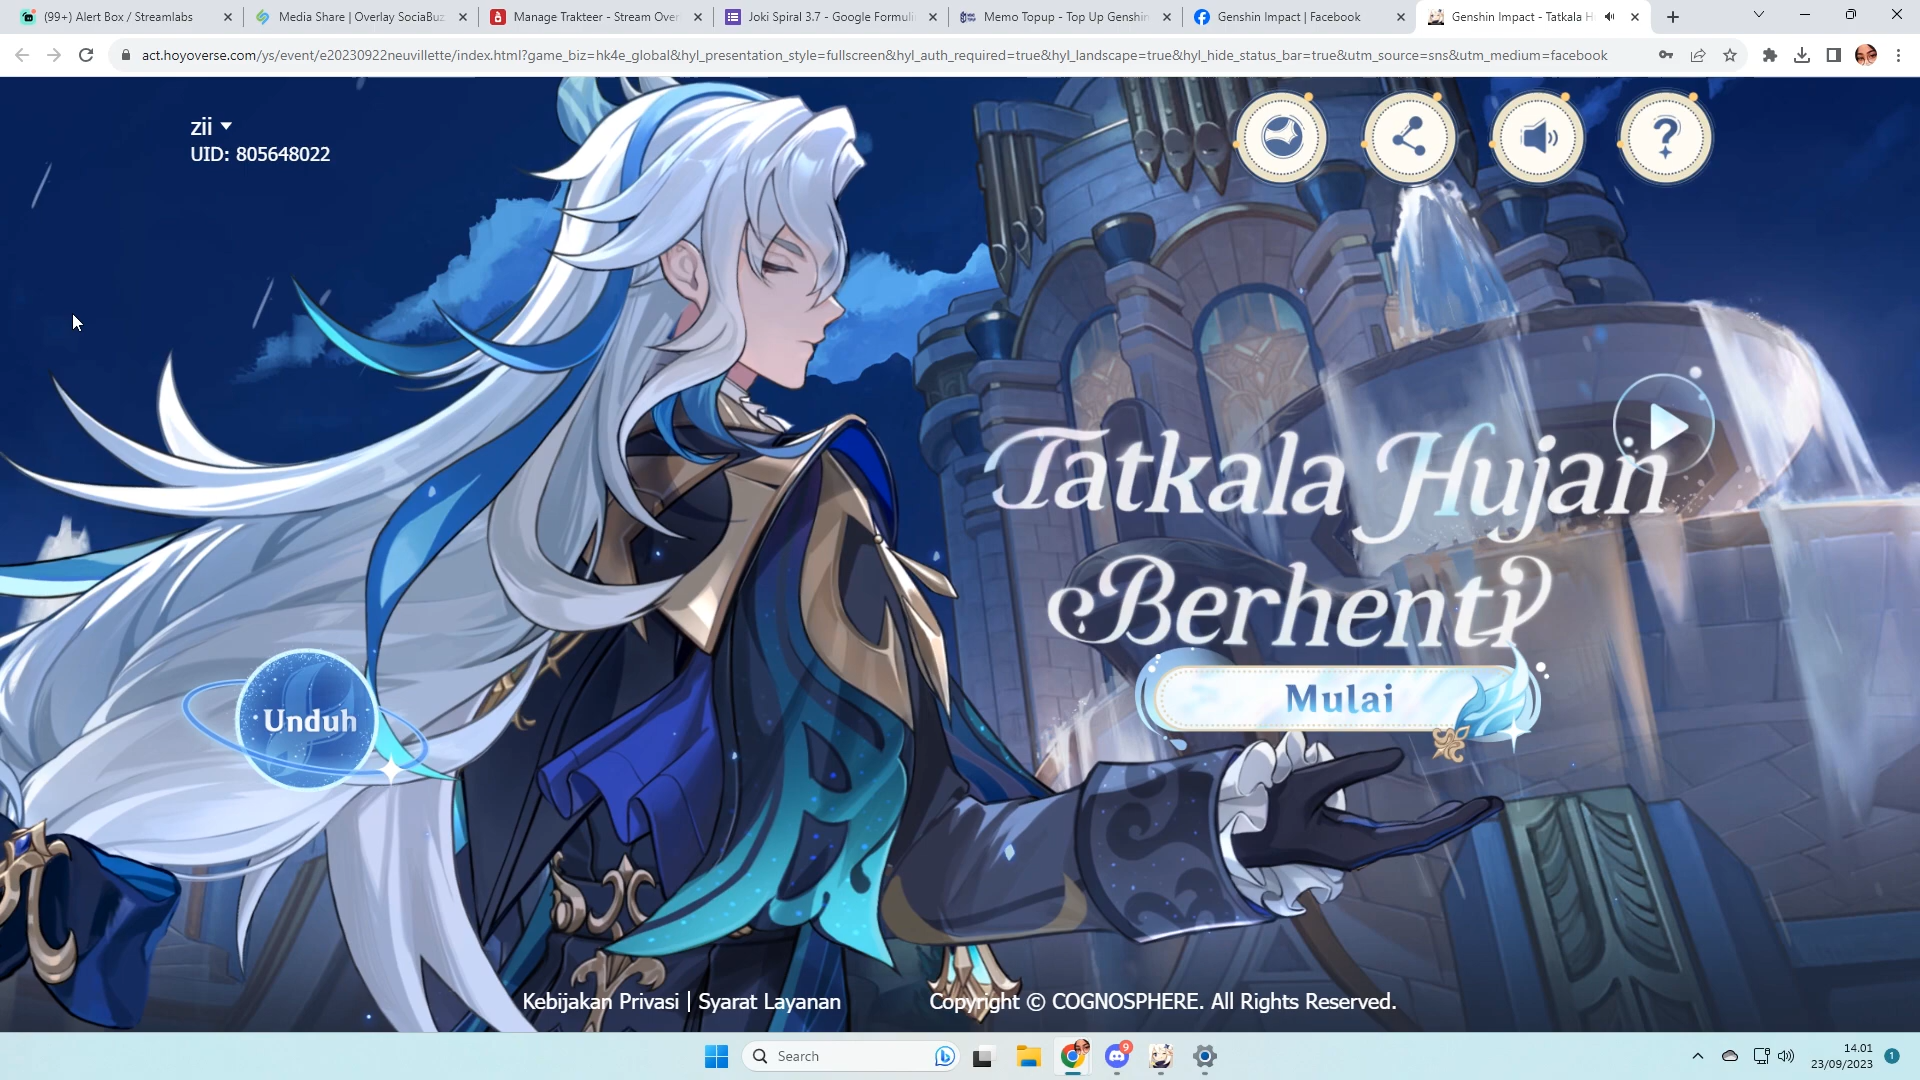 (99+) Alert Box / Streamlabs
Media Share | Overlay SociaBuz
Manage Trakteer - Stream Over
Joki Spiral 3.7 - Google Formuli
Memo Topup - Top Up Genshin
Genshin Impact | Facebook
Genshin Impact - Tatkala H
act.hoyoverse.com/ys/event/e20230922neuvillette/index.html?game_biz=hk4e_global&hyl_presentation_style=fullscreen&hyl_auth_required=true&hyl_landscape=true&hyl_hide_status_bar=true&utm_source=sns&utm_medium=facebook
zii
UID: 805648022
Tatkala Hujan
Berhenti
Mulai
Unduh
Kebijakan Privasi | Syarat Layanan
Copyright © COGNOSPHERE. All Rights Reserved.
Search
9
14.01
23/09/2023
1